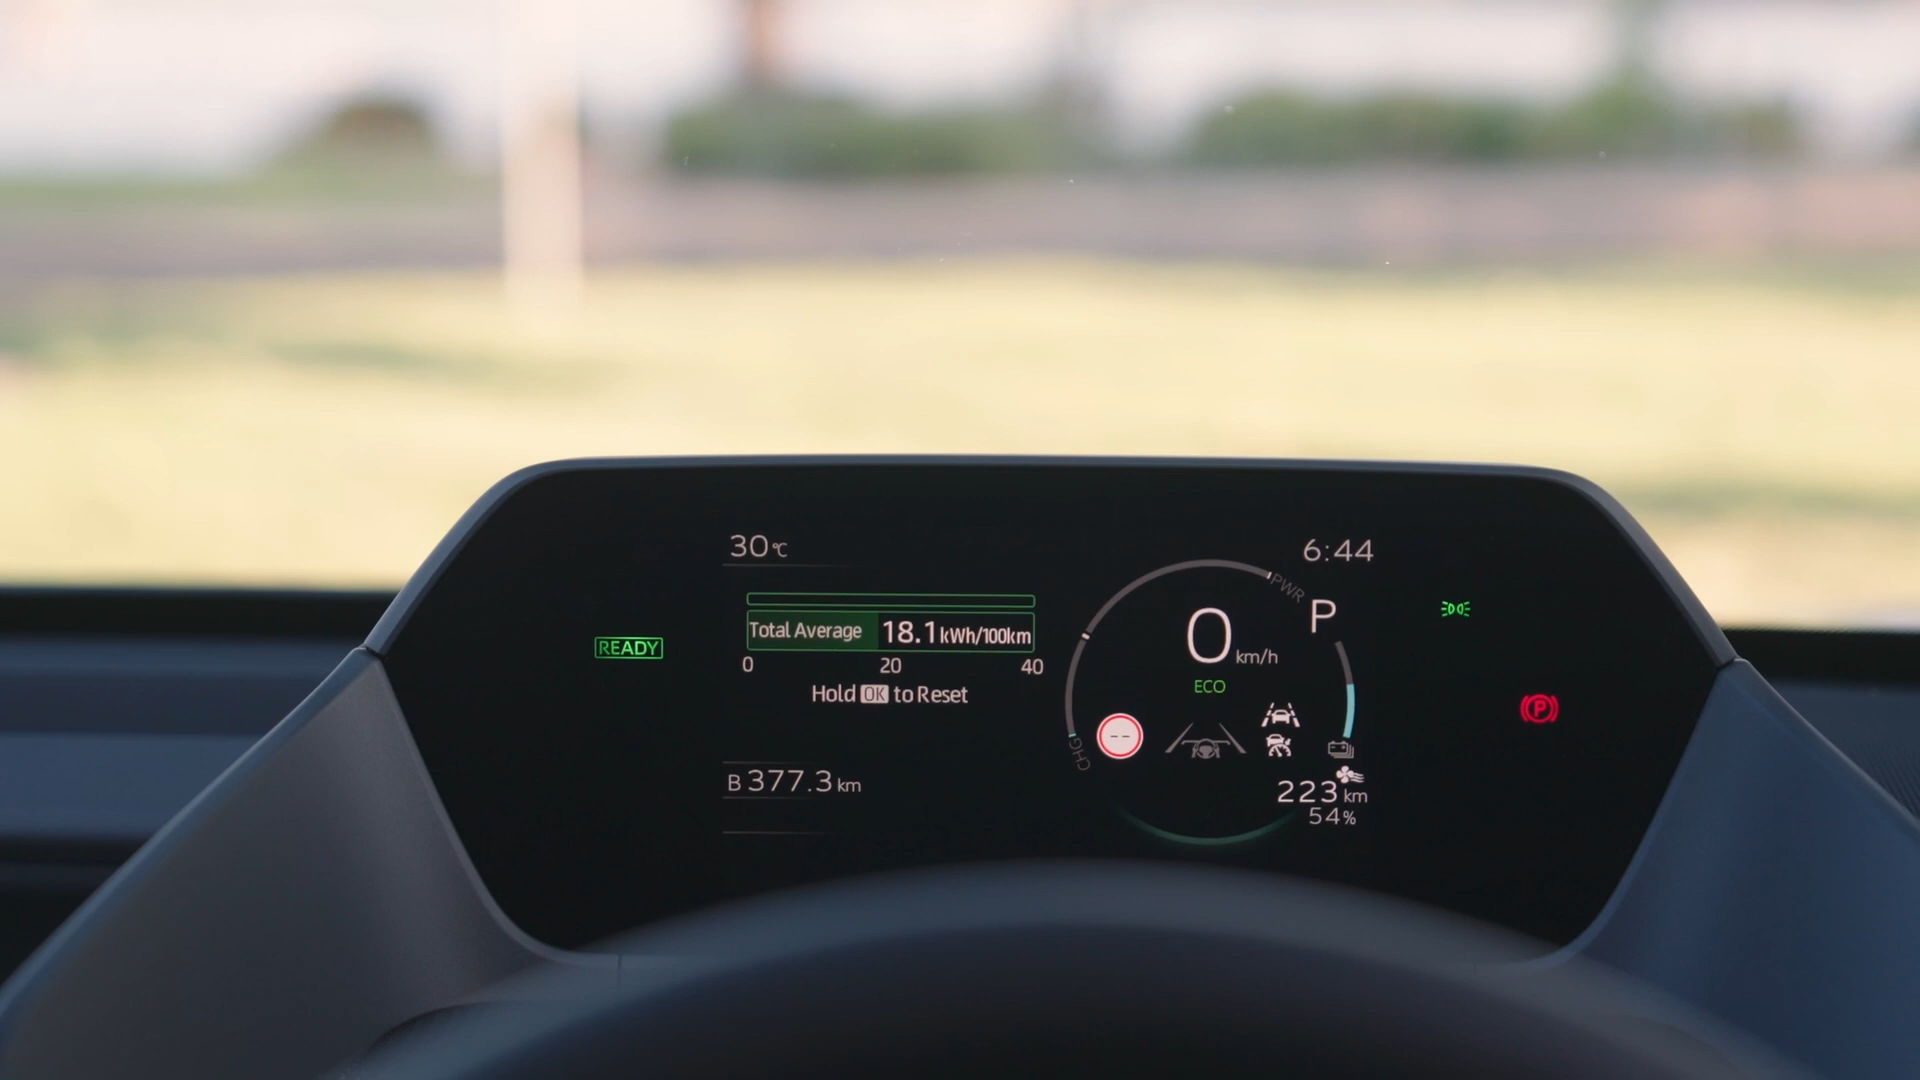 30°C
6:44
PWR
P
0 km/h
READY
Total Average 18.1 kWh/100km
0 20 40
Hold OK to Reset
ECO
--
P
CHG
B 377.3 km
223 km
54%